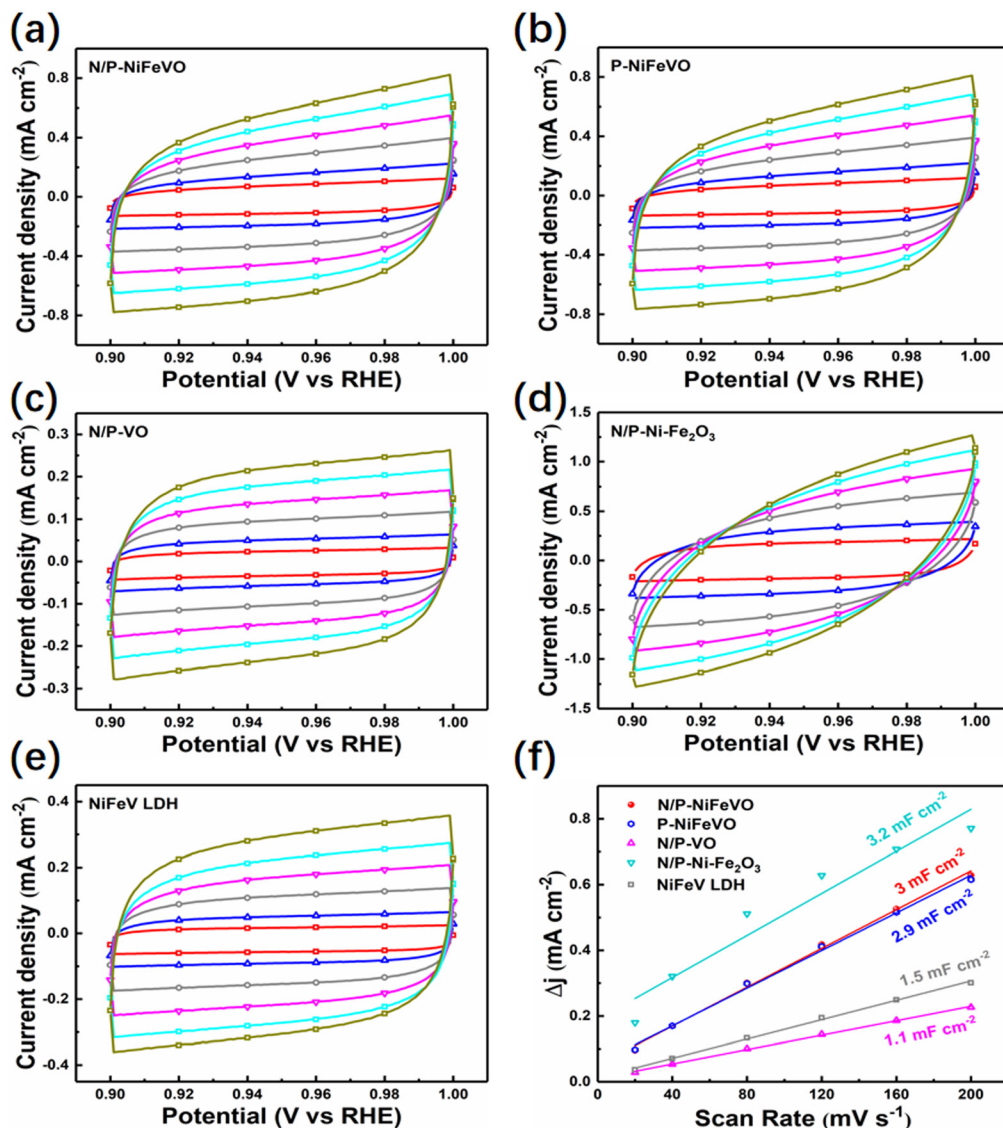 (a)
N/P-NiFeVO
0.8
0.4
0.0
-0.4
-0.8
Current density (mA cm-2)
0.90 0.92 0.94 0.96 0.98 1.00
Potential (V vs RHE)
(b)
P-NiFeVO
0.8
0.4
0.0
-0.4
-0.8
Current density (mA cm-2)
0.90 0.92 0.94 0.96 0.98 1.00
Potential (V vs RHE)
(c)
N/P-VO
0.3
0.2
0.1
0.0
-0.1
-0.2
-0.3
Current density (mA cm-2)
0.90 0.92 0.94 0.96 0.98 1.00
Potential (V vs RHE)
(d)
N/P-Ni-Fe2O3
1.5
1.0
0.5
0.0
-0.5
-1.0
-1.5
Current density (mA cm-2)
0.90 0.92 0.94 0.96 0.98 1.00
Potential (V vs RHE)
(e)
NiFeV LDH
0.4
0.2
0.0
-0.2
-0.4
Current density (mA cm-2)
0.90 0.92 0.94 0.96 0.98 1.00
Potential (V vs RHE)
(f)
N/P-NiFeVO
P-NiFeVO
N/P-VO
N/P-Ni-Fe2O3
NiFeV LDH
3.2 mF cm-2
3 mF cm-2
2.9 mF cm-2
1.5 mF cm-2
1.1 mF cm-2
0.8
0.6
0.4
0.2
0.0
Δj (mA cm-2)
0 40 80 120 160 200
Scan Rate (mV s-1)